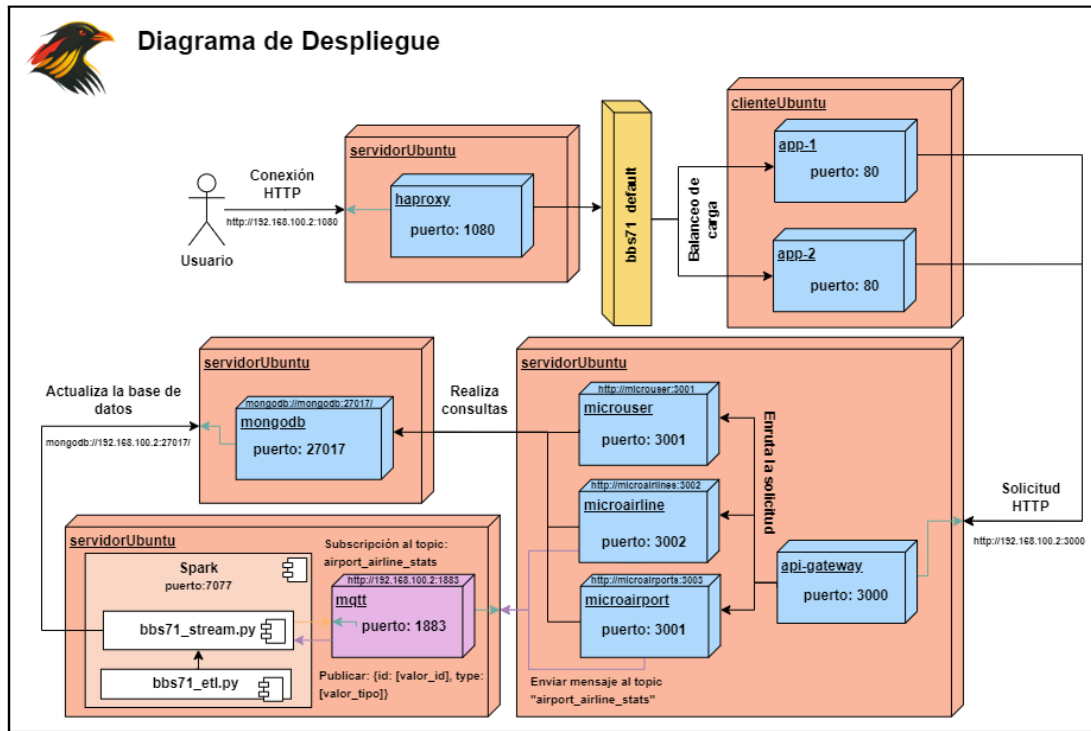 Diagrama de Despliegue
Conexión
HTTP
http://192.168.100.2:1080
Usuario
servidorUbuntu
haproxy
puerto: 1080
bbs71_default
Balanceo de
carga
clienteUbuntu
app-1
puerto: 80
app-2
puerto: 80
Actualiza la base de
datos
mongodb://192.168.100.2:27017/
servidorUbuntu
mongodb://mongodb:27017/
mongodb
puerto: 27017
Realiza
consultas
servidorUbuntu
http://microuser:3001
microuser
puerto: 3001
http://microairlines:3002
microairline
puerto: 3002
http://microairports:3003
microairport
puerto: 3001
Enruta la solicitud
api-gateway
puerto: 3000
Solicitud
HTTP
http://192.168.100.2:3000
Enviar mensaje al topic
"airport_airline_stats"
servidorUbuntu
Spark
puerto:7077
bbs71_stream.py
bbs71_etl.py
Subscripción al topic:
airport_airline_stats
http://192.168.100.2:1883
mqtt
puerto: 1883
Publicar: {id: [valor_id], type:
[valor_tipo]}